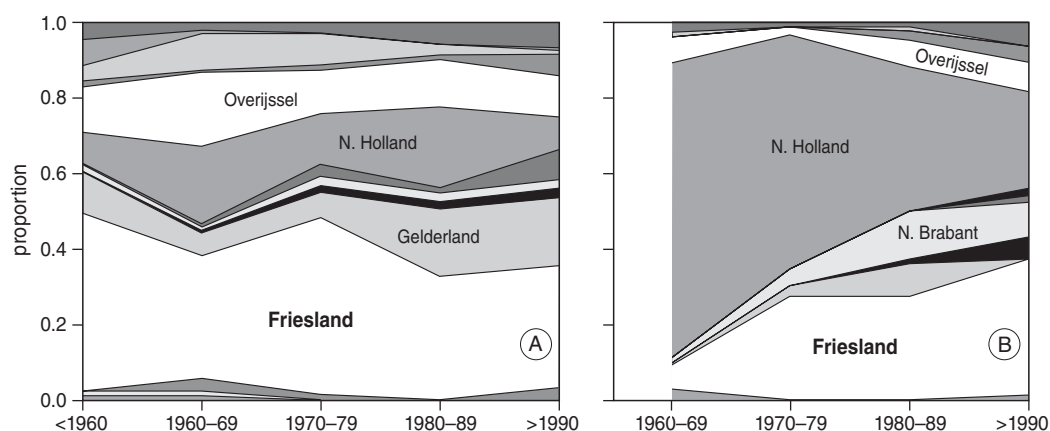 proportion
1.0
0.8
0.6
0.4
0.2
0.0
Overijssel
N. Holland
Gelderland
Friesland
A
<1960
1960–69
1970–79
1980–89
>1990
Overijssel
N. Holland
N. Brabant
Friesland
B
1960–69
1970–79
1980–89
>1990